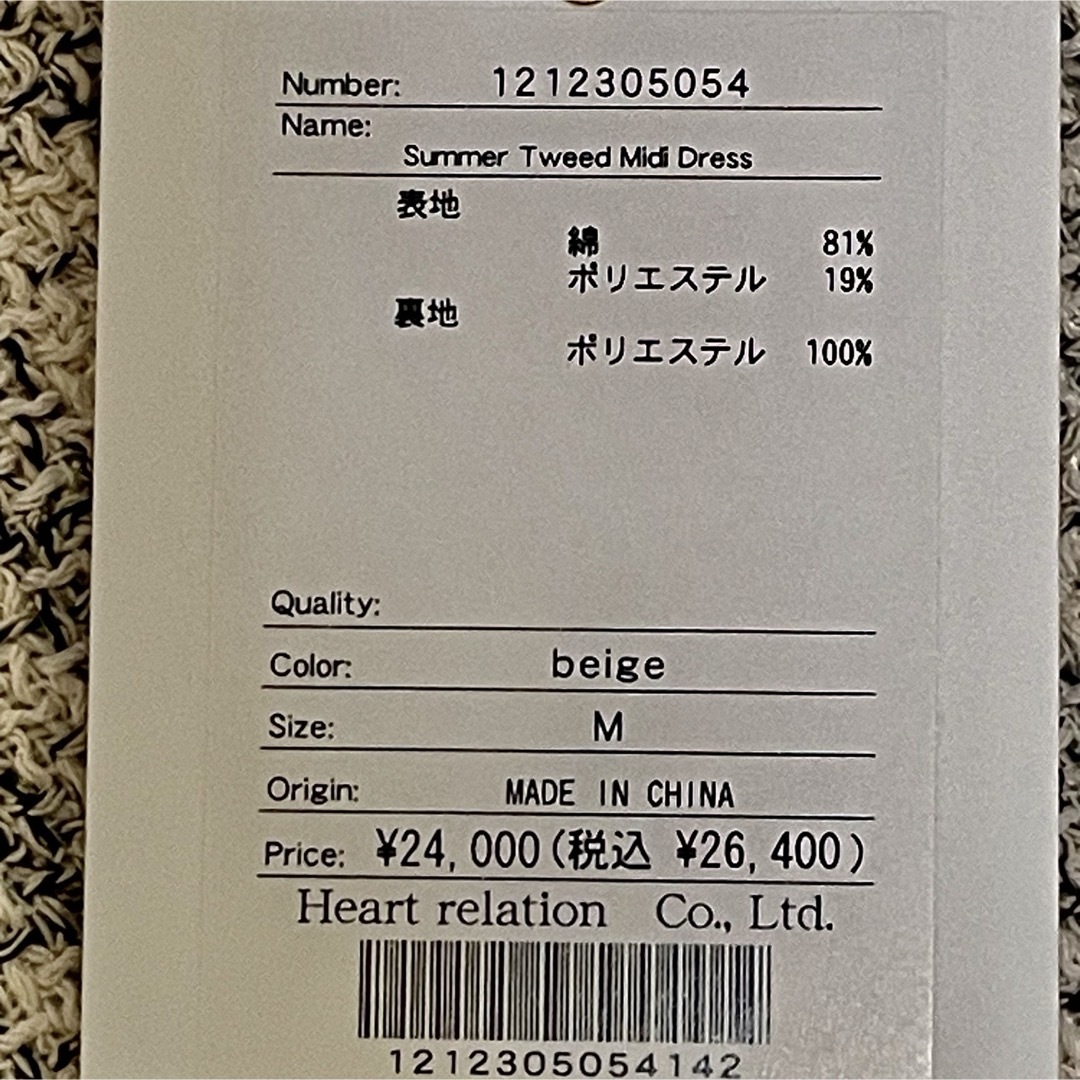 Number: 1212305054
Name:
Summer Tweed Midi Dress
表地
綿 81%
ポリエステル 19%
裏地
ポリエステル 100%
Quality:
Color: beige
Size: M
Origin: MADE IN CHINA
Price: ¥24,000(税込 ¥26,400)
Heart relation Co., Ltd.
1212305054142